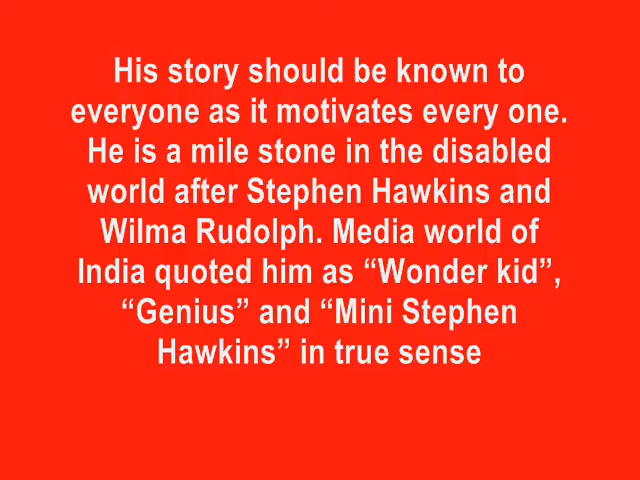 His story should be known to
everyone as it motivates every one.
He is a mile stone in the disabled
world after Stephen Hawkins and
Wilma Rudolph. Media world of
India quoted him as “Wonder kid”,
“Genius” and “Mini Stephen
Hawkins” in true sense